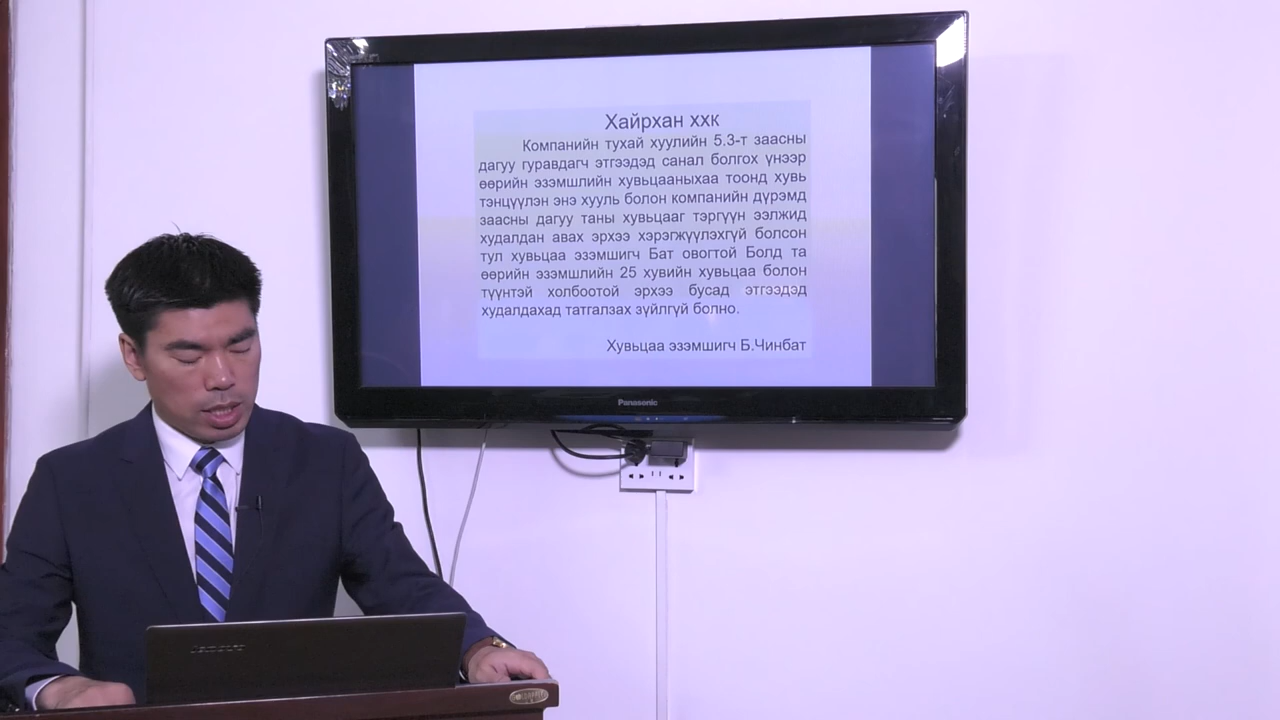 Хайрхан ххк
Компанийн тухай хуулийн 5.3-т заасны
дагуу гуравдагч этгээдэд санал болгох үнээр
өөрийн эзэмшлийн хувьцааныхаа тоонд хувь
тэнцүүлэн энэ хууль болон компанийн дүрэмд
заасны дагуу таны хувьцааг тэргүүн ээлжид
худалдан авах эрхээ хэрэгжүүлэхгүй болсон
тул хувьцаа эзэмшигч Бат овогтой Болд та
өөрийн эзэмшлийн 25 хувийн хувьцаа болон
түүнтэй холбоотой эрхээ бусад этгээдэд
худалдахад татгалзах зүйлгүй болно.
Хувьцаа эзэмшигч Б.Чинбат
Panasonic
lenovo